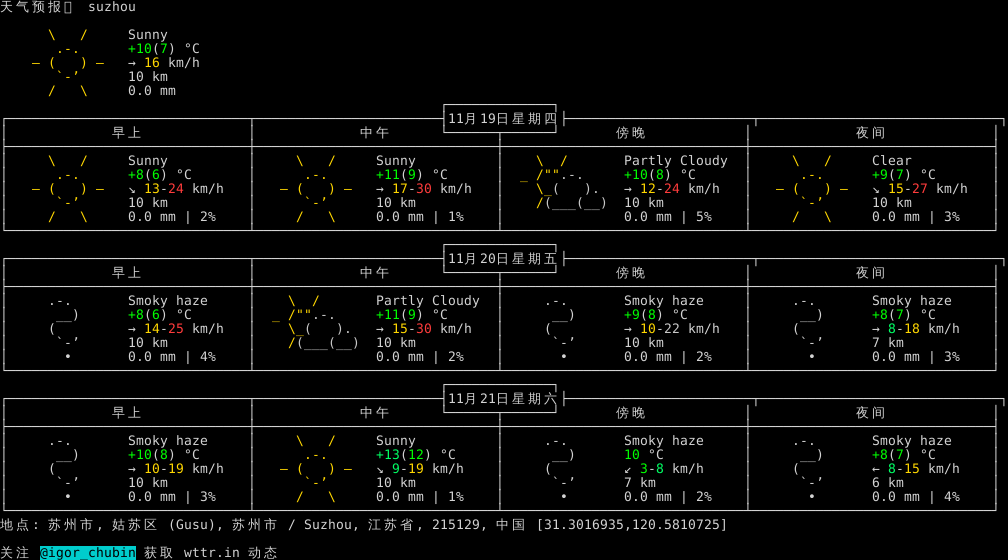 天气预报： suzhou
Sunny
+10(7) °C
→ 16 km/h
10 km
0.0 mm
11月19日星期四
早上 中午 傍晚 夜间
Sunny Sunny Partly Cloudy Clear
+8(6) °C +11(9) °C +10(8) °C +9(7) °C
↘ 13-24 km/h → 17-30 km/h → 12-24 km/h ↘ 15-27 km/h
10 km 10 km 10 km 10 km
0.0 mm | 2% 0.0 mm | 1% 0.0 mm | 5% 0.0 mm | 3%
11月20日星期五
早上 中午 傍晚 夜间
Smoky haze Partly Cloudy Smoky haze Smoky haze
+8(6) °C +11(9) °C +9(8) °C +8(7) °C
→ 14-25 km/h → 15-30 km/h → 10-22 km/h → 8-18 km/h
10 km 10 km 10 km 7 km
0.0 mm | 4% 0.0 mm | 2% 0.0 mm | 2% 0.0 mm | 3%
11月21日星期六
早上 中午 傍晚 夜间
Smoky haze Sunny Smoky haze Smoky haze
+10(8) °C +13(12) °C 10 °C +8(7) °C
→ 10-19 km/h ↘ 9-19 km/h ↙ 3-8 km/h ← 8-15 km/h
10 km 10 km 7 km 6 km
0.0 mm | 3% 0.0 mm | 1% 0.0 mm | 2% 0.0 mm | 4%
地点: 苏州市, 姑苏区 (Gusu), 苏州市 / Suzhou, 江苏省, 215129, 中国 [31.3016935,120.5810725]
关注 @igor_chubin 获取 wttr.in 动态